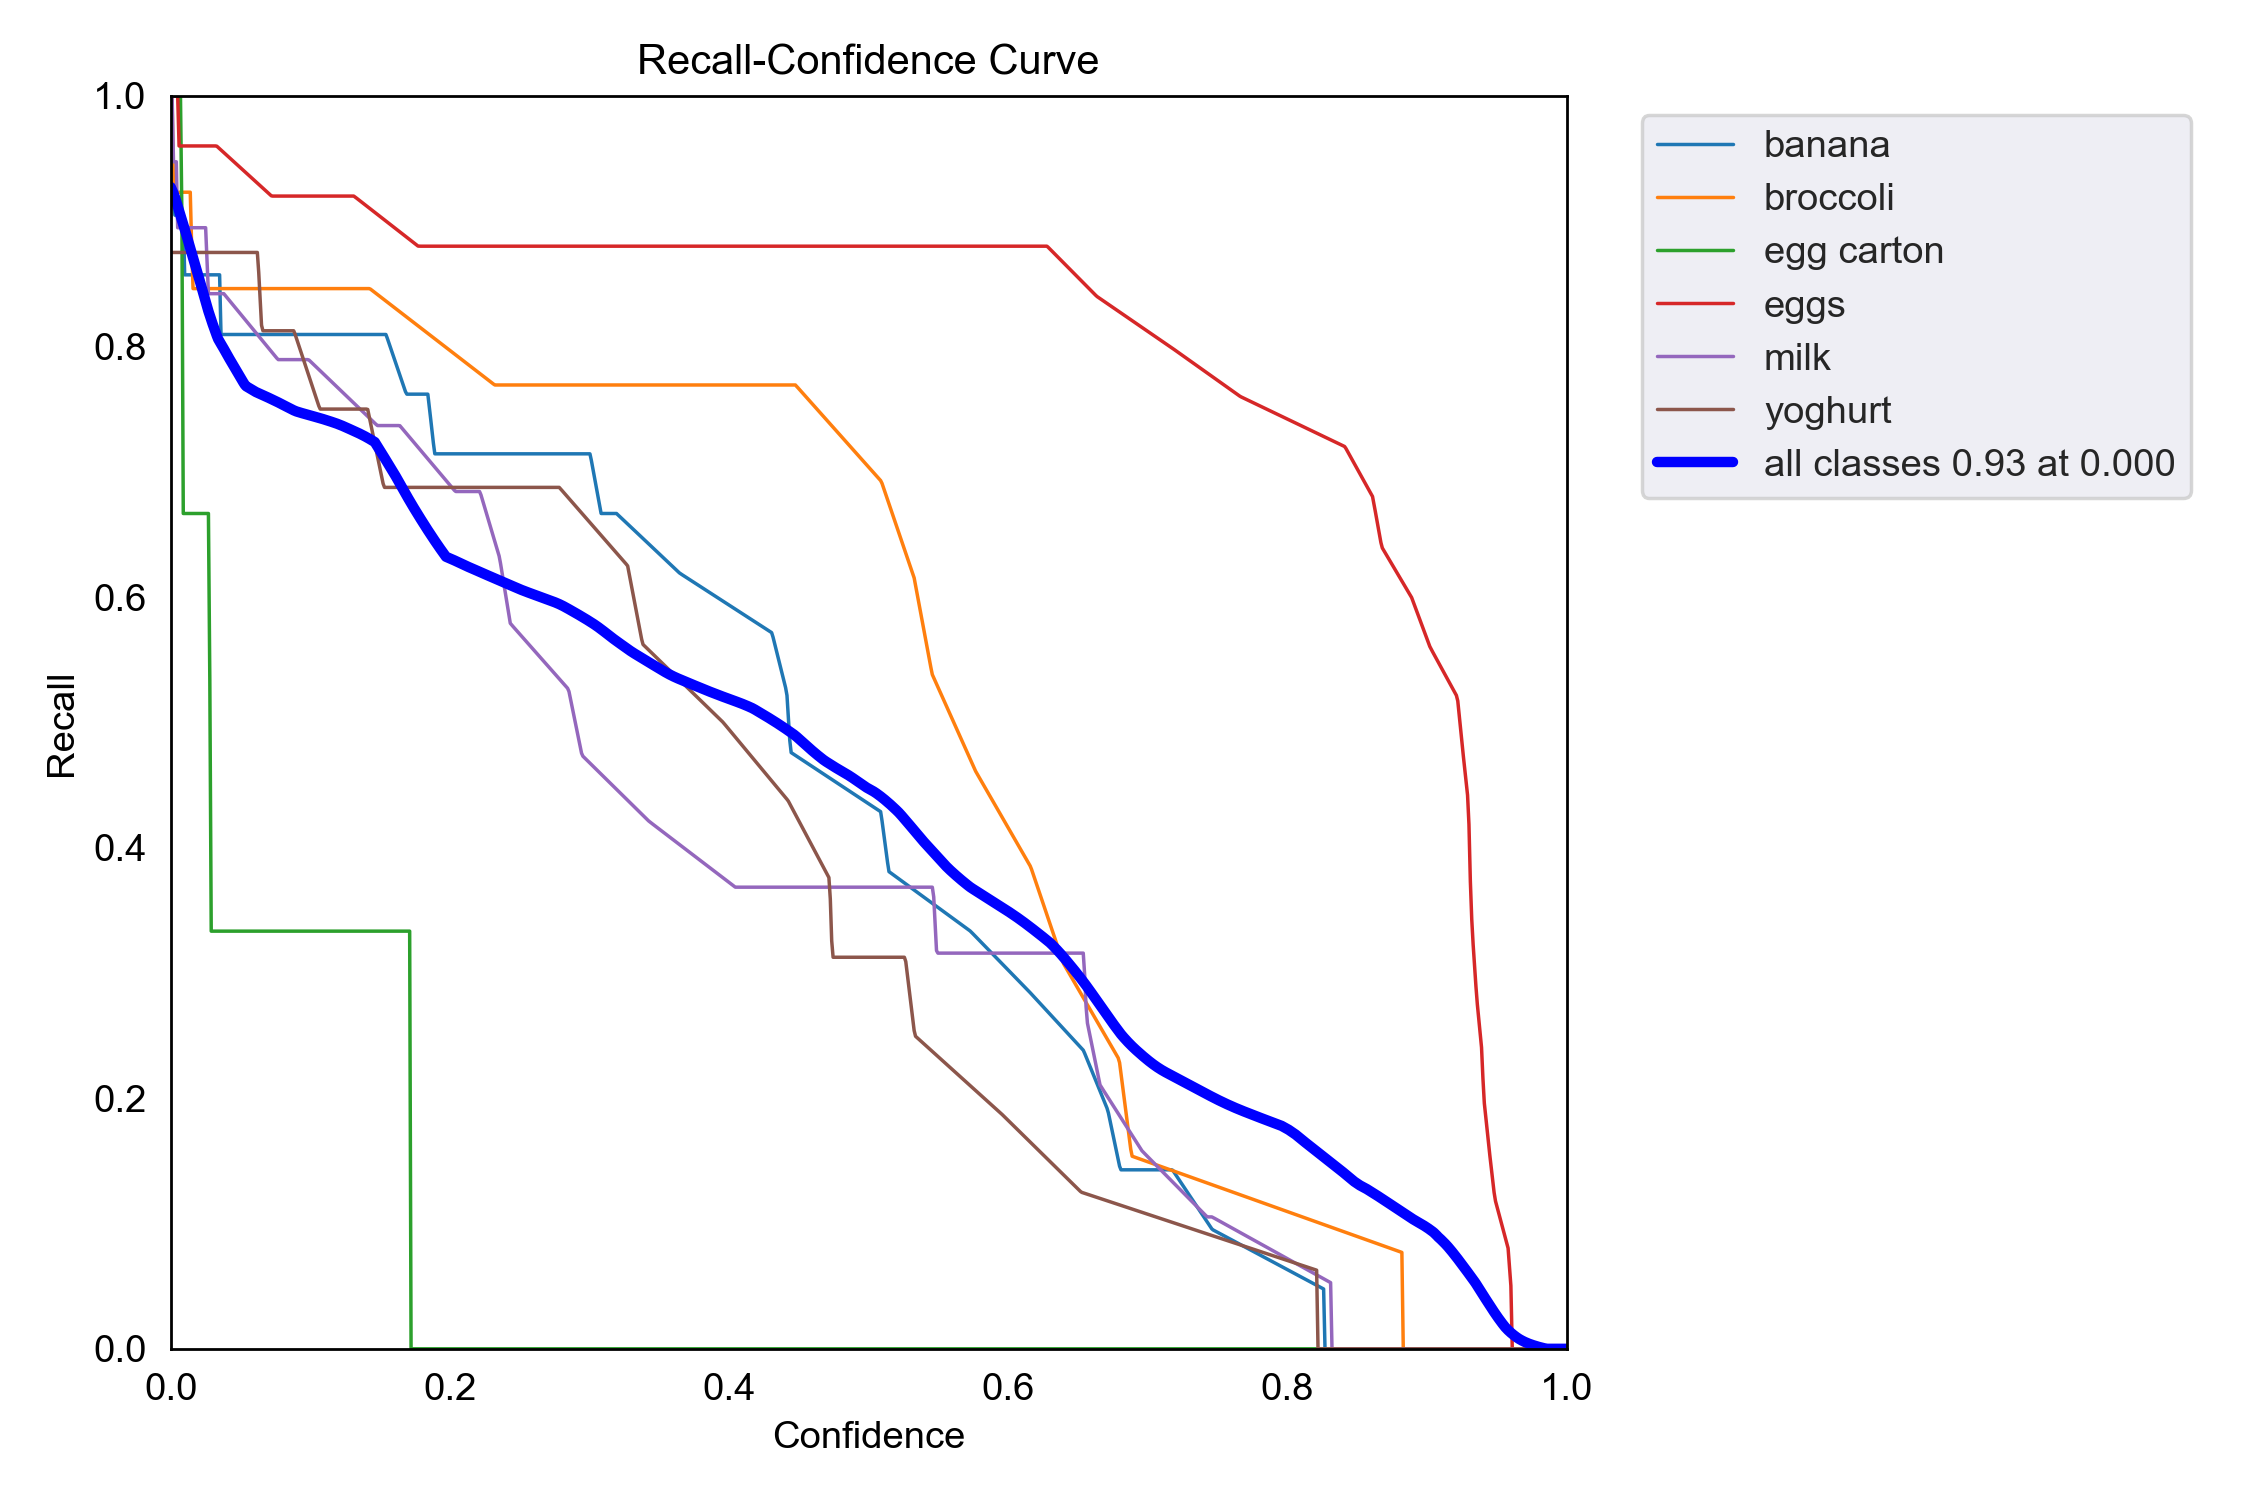 Recall-Confidence Curve
1.0
0.8
0.6
0.4
0.2
0.0
Recall
0.0 0.2 0.4 0.6 0.8 1.0
Confidence
banana
broccoli
egg carton
eggs
milk
yoghurt
all classes 0.93 at 0.000